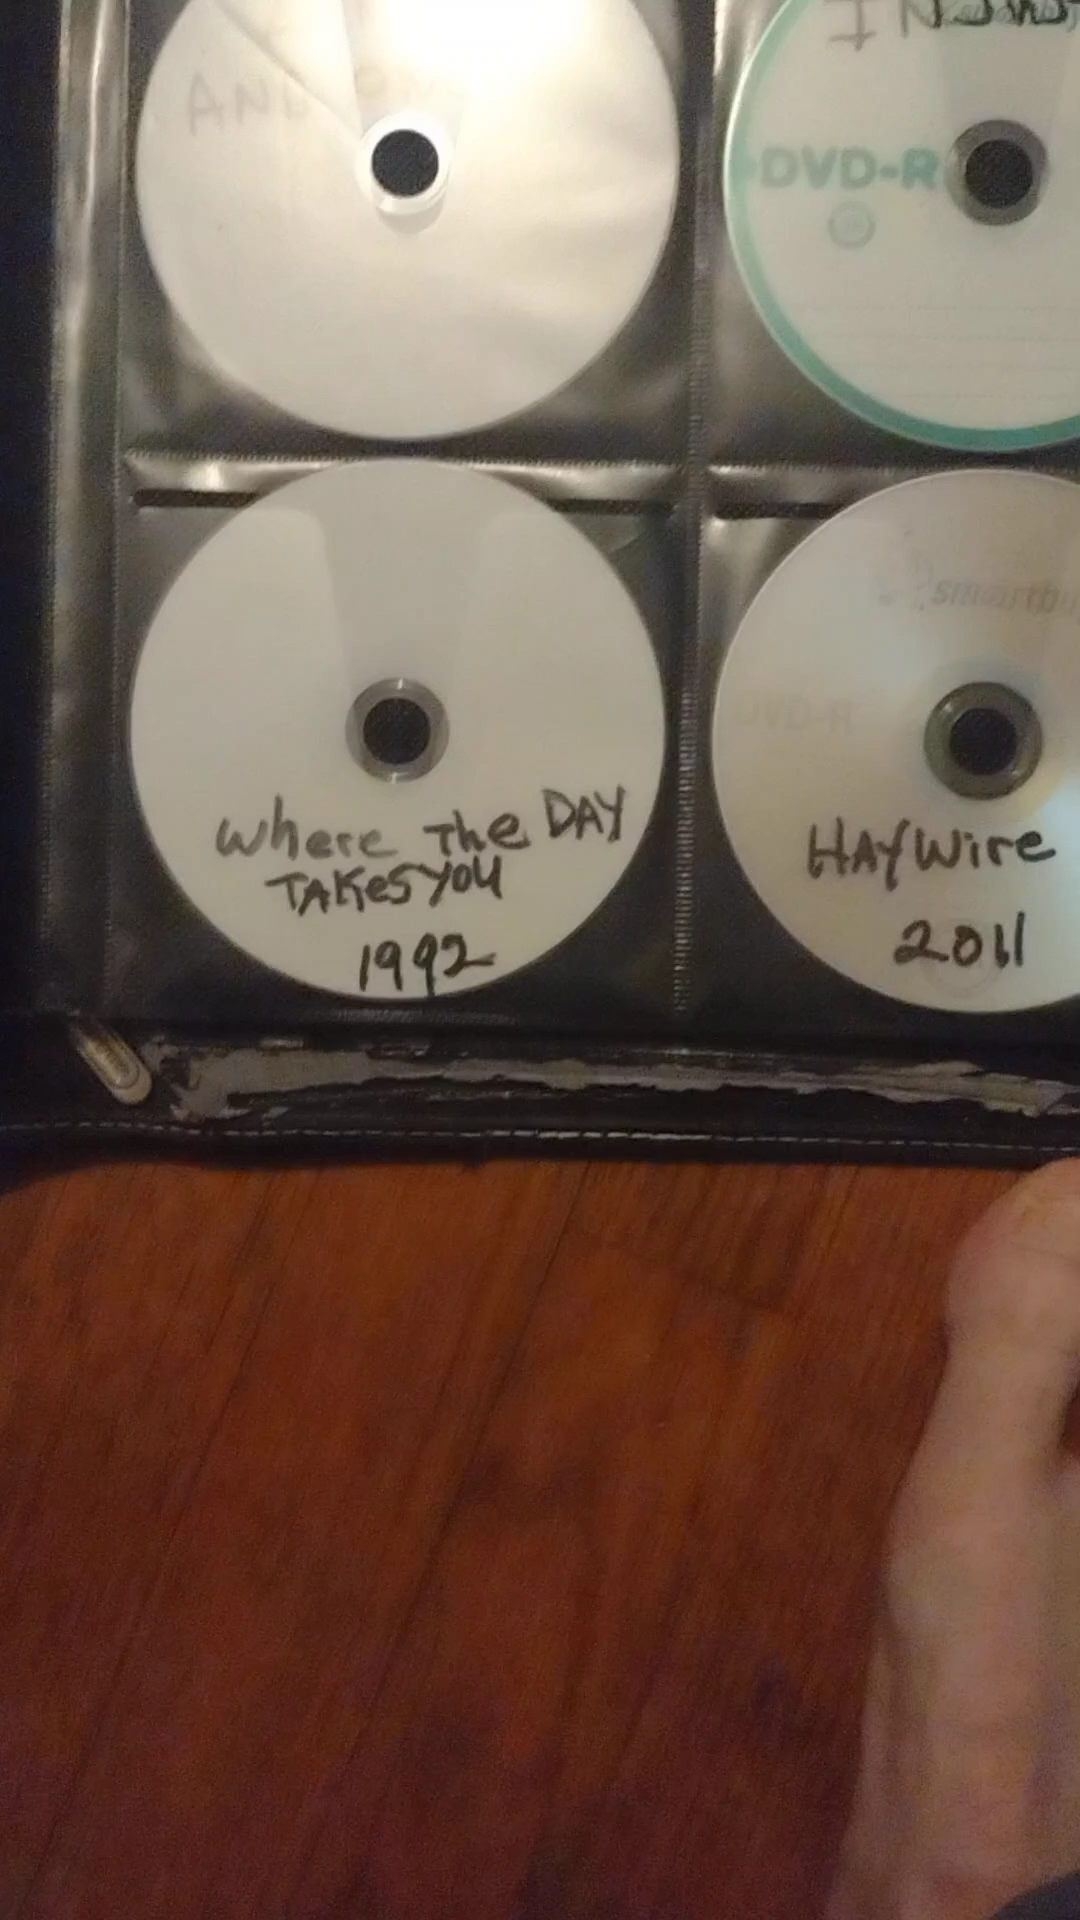 DVD-R
Where The DAY
TAKES YOU
1992
HAYWire
2011